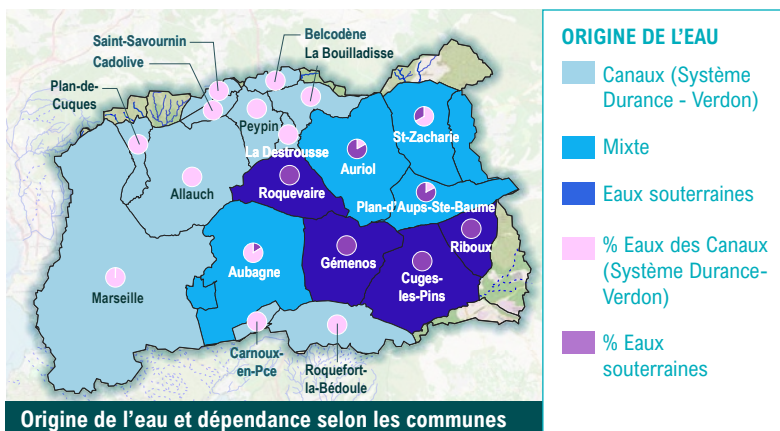 Saint-Savournin
Cadolive
Plan-de-
Cuques
Belcodène
La Bouilladisse
Peypin
La Destrousse
Allauch
Roquevaire
Auriol
St-Zacharie
Plan-d'Aups-Ste-Baume
Riboux
Gémenos
Cuges-
les-Pins
Aubagne
Marseille
Carnoux-
en-Pce
Roquefort-
la-Bédoule
Origine de l'eau et dépendance selon les communes
ORIGINE DE L'EAU
Canaux (Système
Durance - Verdon)
Mixte
Eaux souterraines
% Eaux des Canaux
(Système Durance-
Verdon)
% Eaux
souterraines